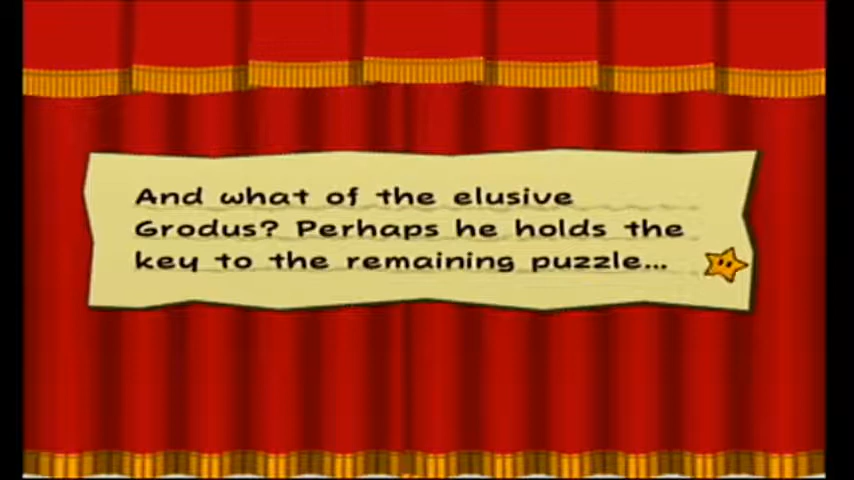 And what of the elusive
Grodus? Perhaps he holds the
key to the remaining puzzle...